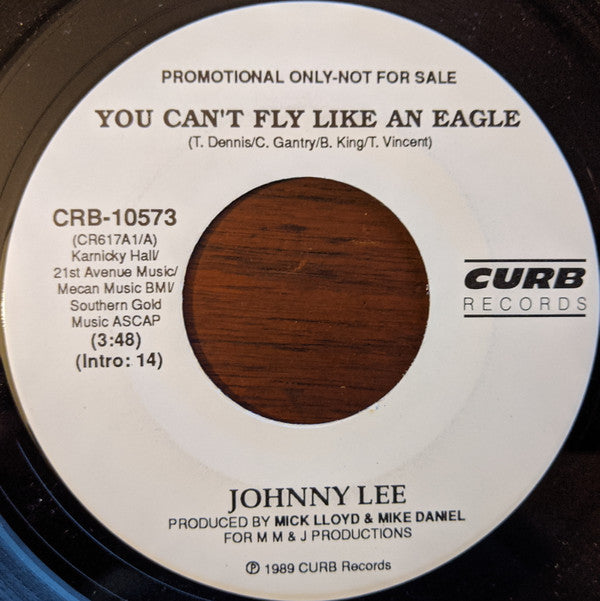 PROMOTIONAL ONLY-NOT FOR SALE
YOU CAN'T FLY LIKE AN EAGLE
(T. Dennis/C. Gantry/B. King/T. Vincent)
CRB-10573
(CR617A1/A)
Karnicky Hall/
21st Avenue Music/
Mecan Music BMI/
Southern Gold
Music ASCAP
(3:48)
(Intro: 14)
CURB
RECORDS
JOHNNY LEE
PRODUCED BY MICK LLOYD & MIKE DANIEL
FOR M M & J PRODUCTIONS
℗ 1989 CURB Records